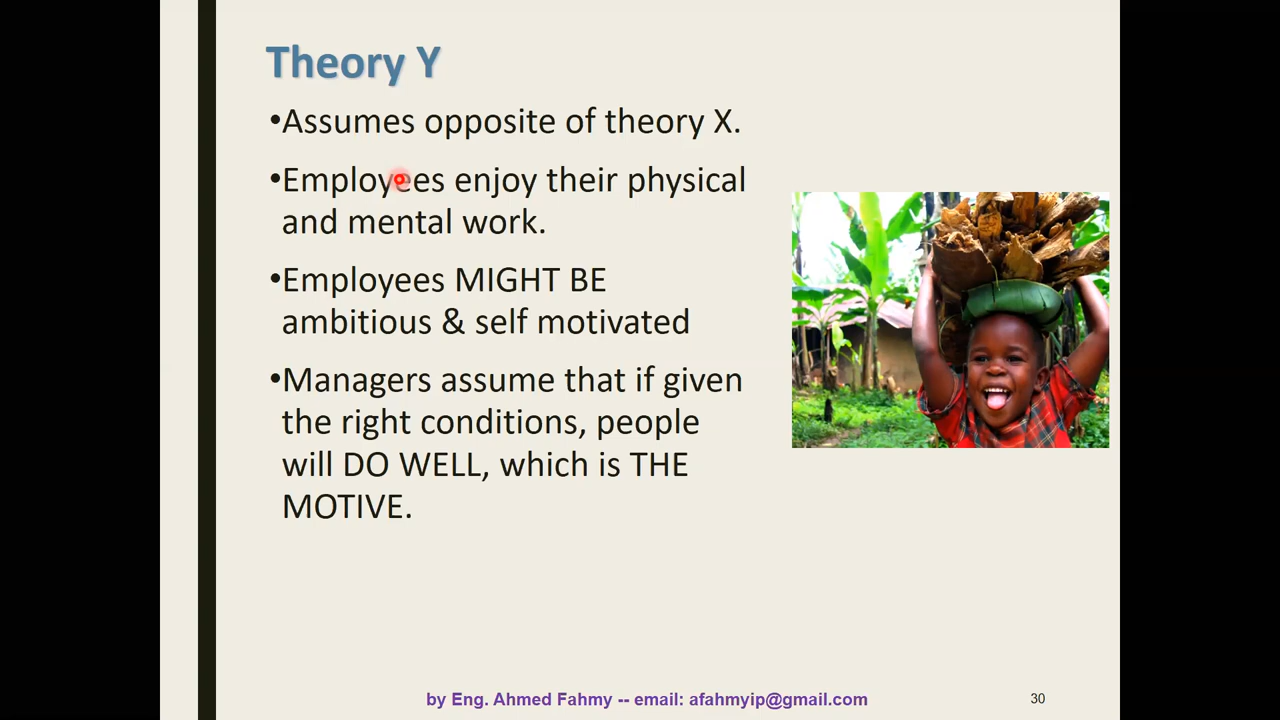 Theory Y
•Assumes opposite of theory X.
•Employees enjoy their physical
and mental work.
•Employees MIGHT BE
ambitious & self motivated
•Managers assume that if given
the right conditions, people
will DO WELL, which is THE
MOTIVE.
by Eng. Ahmed Fahmy -- email: afahmyip@gmail.com
30